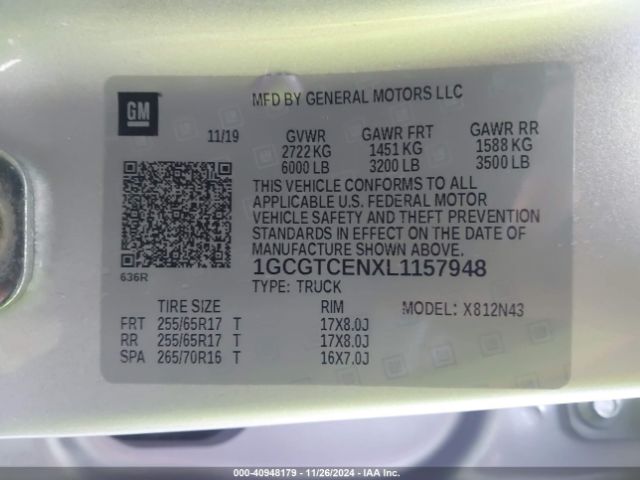 GM
MFD BY GENERAL MOTORS LLC
11/19 GVWR GAWR FRT GAWR RR
2722 KG 1451 KG 1588 KG
6000 LB 3200 LB 3500 LB
THIS VEHICLE CONFORMS TO ALL
APPLICABLE U.S. FEDERAL MOTOR
VEHICLE SAFETY AND THEFT PREVENTION
STANDARDS IN EFFECT ON THE DATE OF
MANUFACTURE SHOWN ABOVE.
636R
1GCGTCENXL1157948
TYPE: TRUCK
TIRE SIZE RIM MODEL: X812N43
FRT 255/65R17 T 17X8.0J
RR 255/65R17 T 17X8.0J
SPA 265/70R16 T 16X7.0J
000-40948179 - 11/26/2024 - IAA Inc.